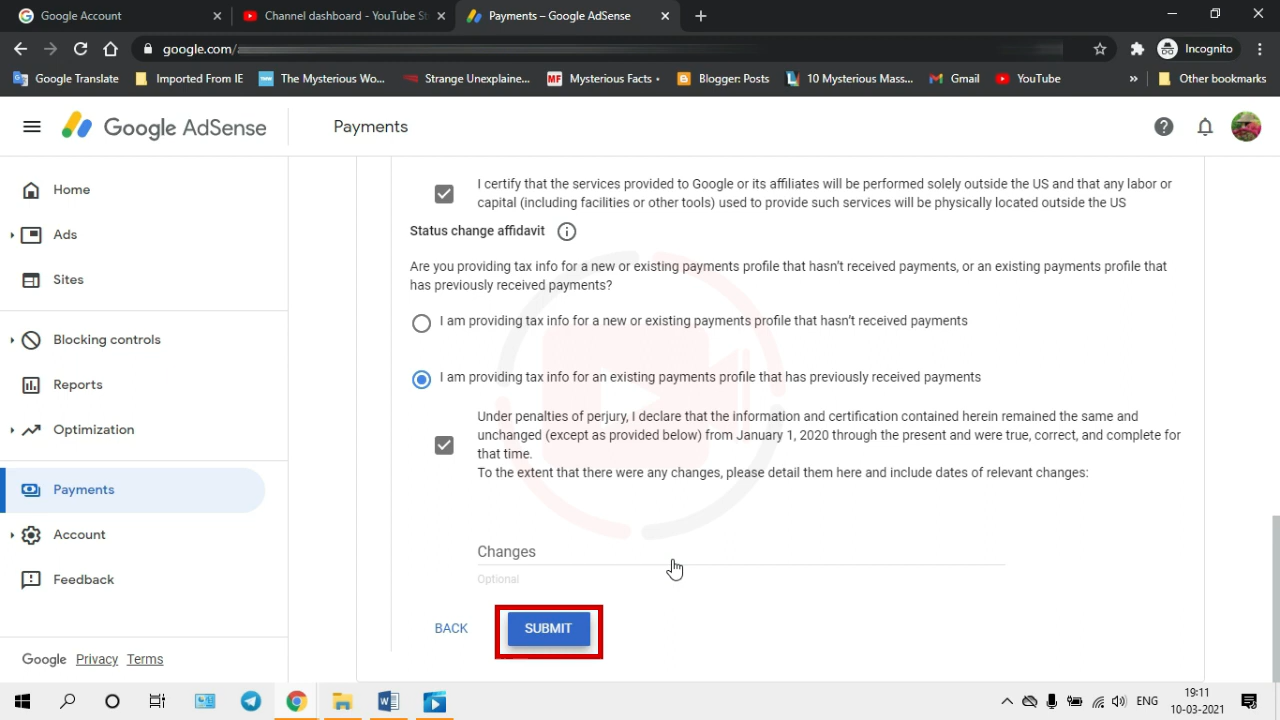 Google Account
Channel dashboard - YouTube St
Payments – Google AdSense
google.com/
Incognito
Google Translate
Imported From IE
The Mysterious Wo...
Strange Unexplaine...
MF Mysterious Facts •
Blogger: Posts
10 Mysterious Mass...
Gmail
YouTube
»
Other bookmarks
Google AdSense
Payments
Home
Ads
Sites
Blocking controls
Reports
Optimization
Payments
Account
Feedback
Google Privacy Terms
I certify that the services provided to Google or its affiliates will be performed solely outside the US and that any labor or
capital (including facilities or other tools) used to provide such services will be physically located outside the US
Status change affidavit
Are you providing tax info for a new or existing payments profile that hasn't received payments, or an existing payments profile that
has previously received payments?
I am providing tax info for a new or existing payments profile that hasn't received payments
I am providing tax info for an existing payments profile that has previously received payments
Under penalties of perjury, I declare that the information and certification contained herein remained the same and
unchanged (except as provided below) from January 1, 2020 through the present and were true, correct, and complete for
that time.
To the extent that there were any changes, please detail them here and include dates of relevant changes:
Changes
Optional
BACK
SUBMIT
ENG
19:11
10-03-2021